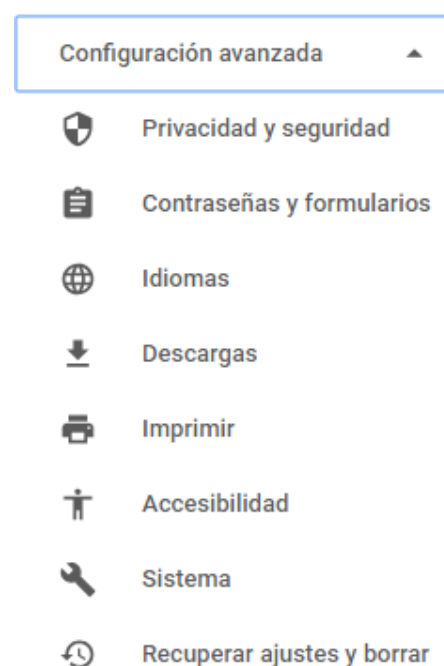 Configuración avanzada
Privacidad y seguridad
Contraseñas y formularios
Idiomas
Descargas
Imprimir
Accesibilidad
Sistema
Recuperar ajustes y borrar